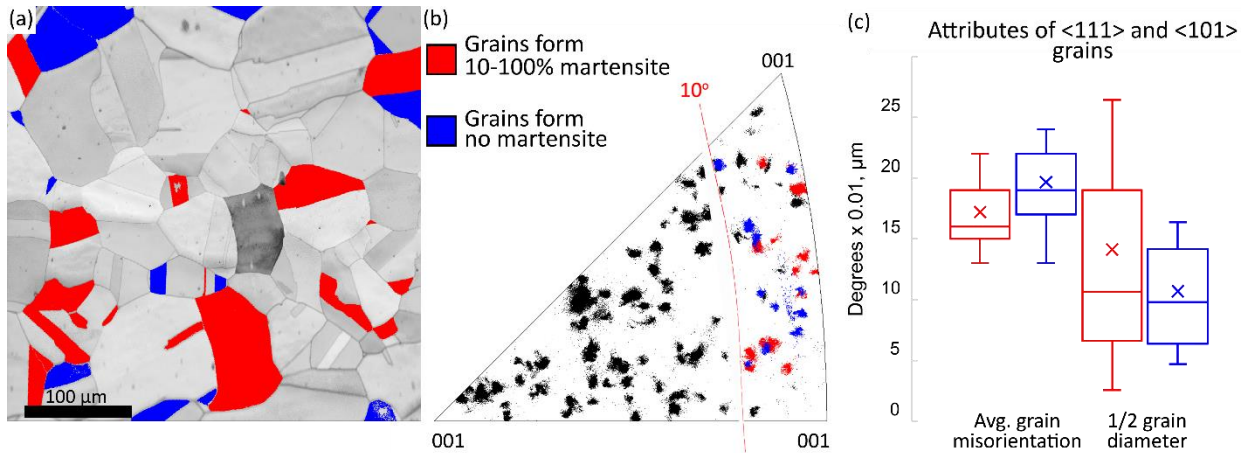 (a)
100 µm
(b)
Grains form
10-100% martensite
Grains form
no martensite
001
10°
001
001
(c)
Attributes of <111> and <101>
grains
Degrees x 0.01, µm
25
20
15
10
5
0
Avg. grain
misorientation
1/2 grain
diameter